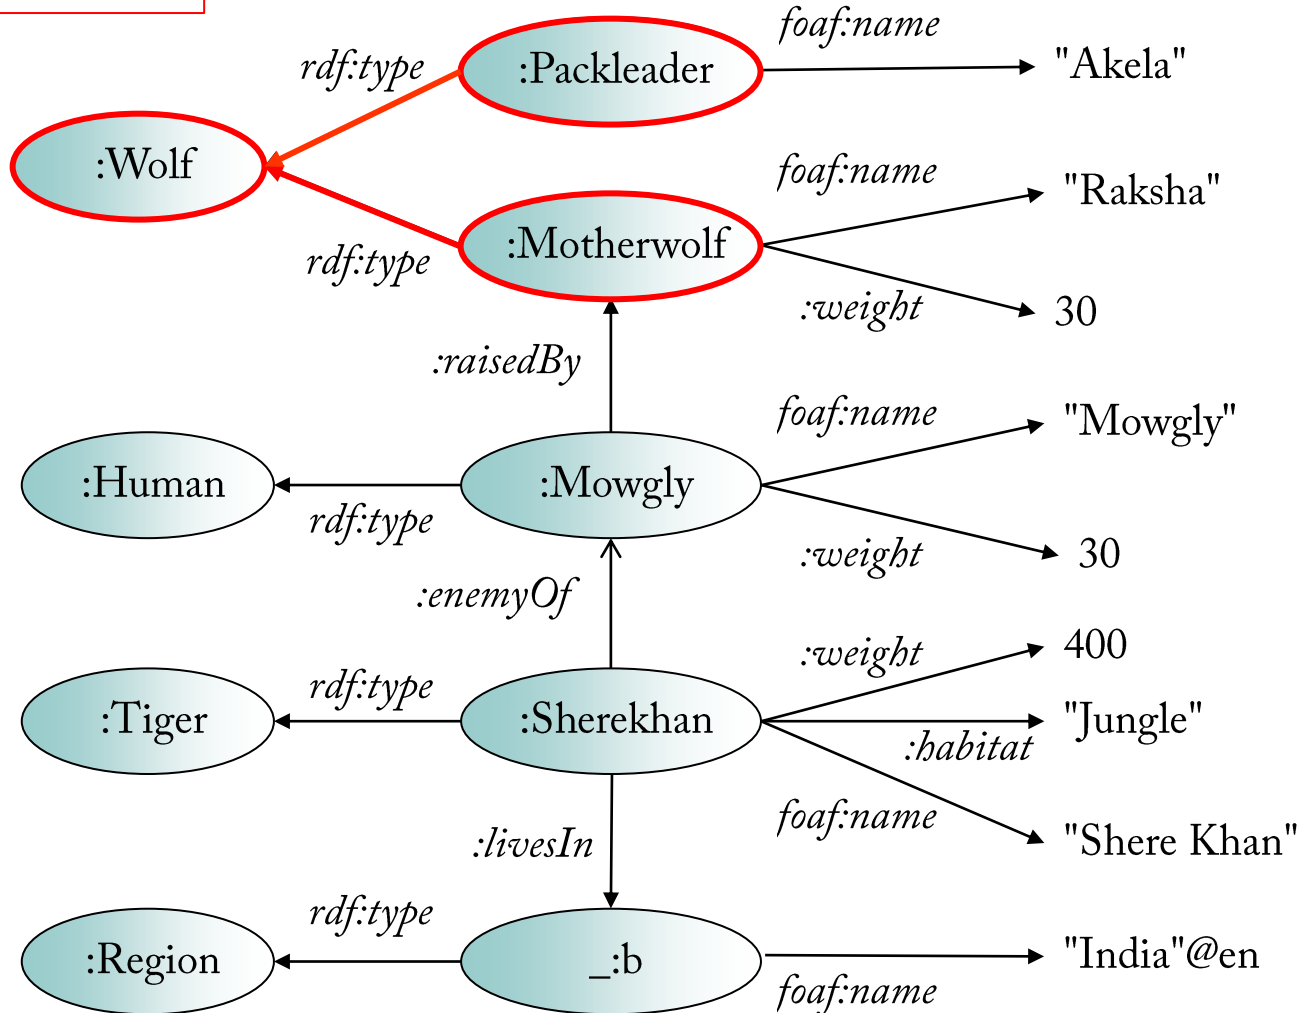 foaf:name
rdf:type
:Packleader
"Akela"
:Wolf
foaf:name
"Raksha"
:Motherwolf
rdf:type
:weight
30
:raisedBy
foaf:name
"Mowgly"
:Human
:Mowgly
rdf:type
:weight
30
:enemyOf
:weight
400
rdf:type
:Tiger
:Sherekhan
"Jungle"
:habitat
foaf:name
"Shere Khan"
:livesIn
rdf:type
:Region
_:b
"India"@en
foaf:name